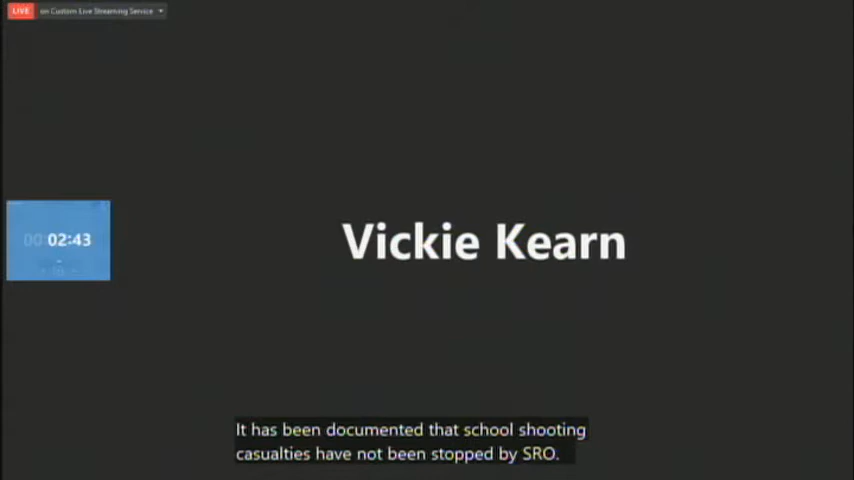 LIVE on Custom Live Streaming Service
00:02:43
Vickie Kearn
It has been documented that school shooting
casualties have not been stopped by SRO.